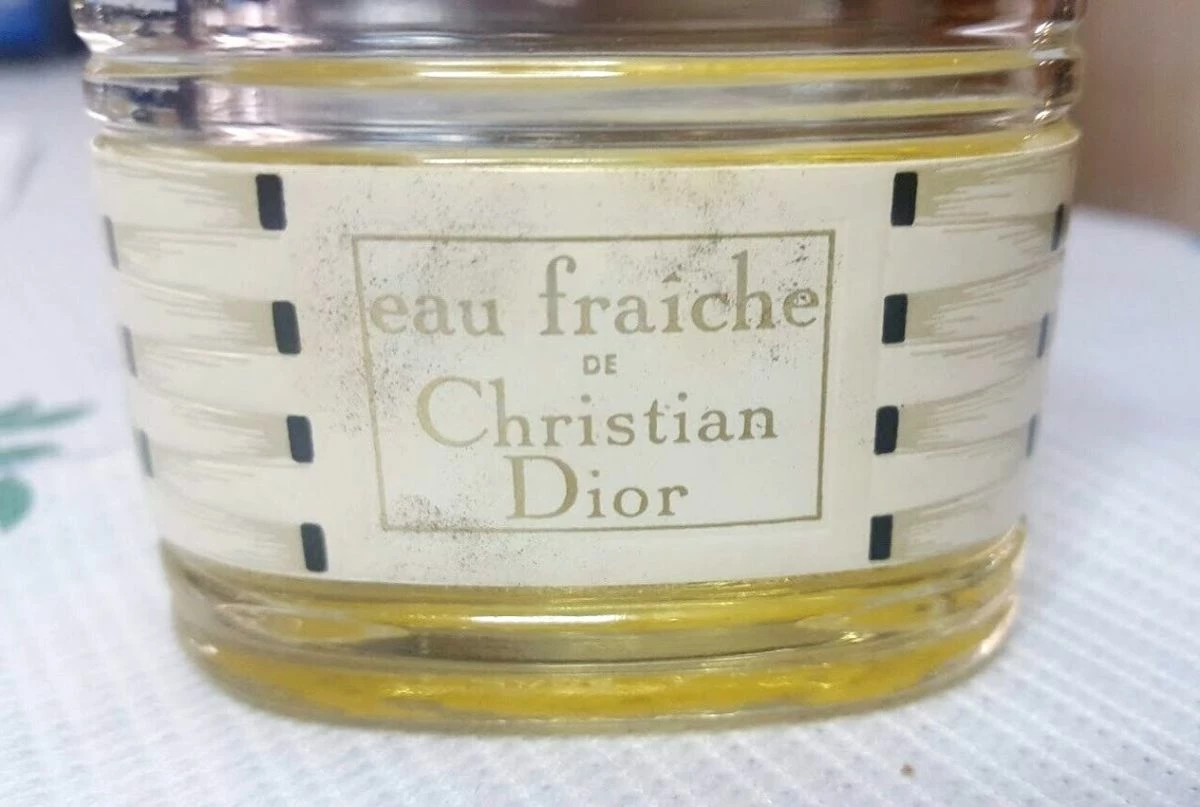 eau fraîche
DE
Christian
Dior